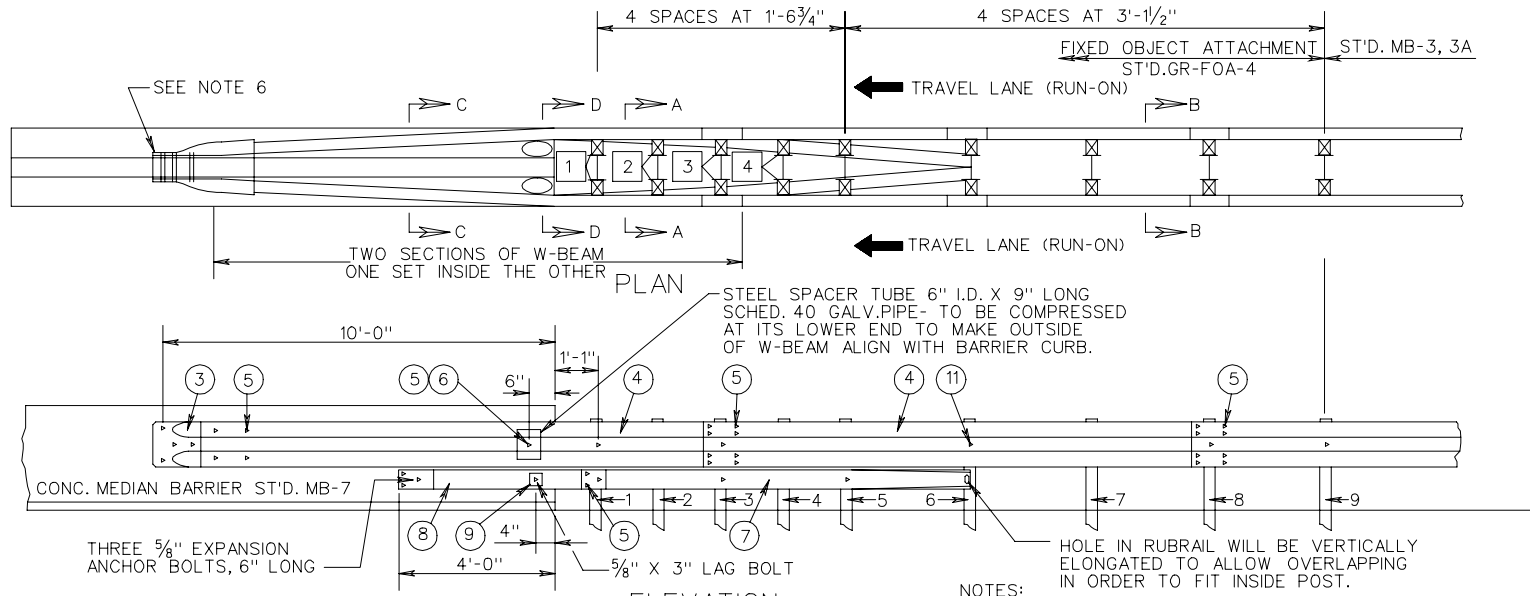 4 SPACES AT 1'-6¾"
4 SPACES AT 3'-1½"
FIXED OBJECT ATTACHMENT
ST'D. MB-3, 3A
ST'D.GR-FOA-4
SEE NOTE 6
TRAVEL LANE (RUN-ON)
C
D
A
B
1
2
3
4
C
D
A
B
TRAVEL LANE (RUN-ON)
TWO SECTIONS OF W-BEAM
ONE SET INSIDE THE OTHER
PLAN
STEEL SPACER TUBE 6" I.D. X 9" LONG
SCHED. 40 GALV.PIPE- TO BE COMPRESSED
AT ITS LOWER END TO MAKE OUTSIDE
OF W-BEAM ALIGN WITH BARRIER CURB.
10'-0"
1'-1"
6"
3
5
5
6
4
5
4
11
5
CONC. MEDIAN BARRIER ST'D. MB-7
1
2
3
4
5
6
7
8
9
8
9
5
7
4"
4'-0"
THREE ⅝" EXPANSION
ANCHOR BOLTS, 6" LONG
⅝" X 3" LAG BOLT
HOLE IN RUBRAIL WILL BE VERTICALLY
ELONGATED TO ALLOW OVERLAPPING
IN ORDER TO FIT INSIDE POST.
ELEVATION
NOTES: